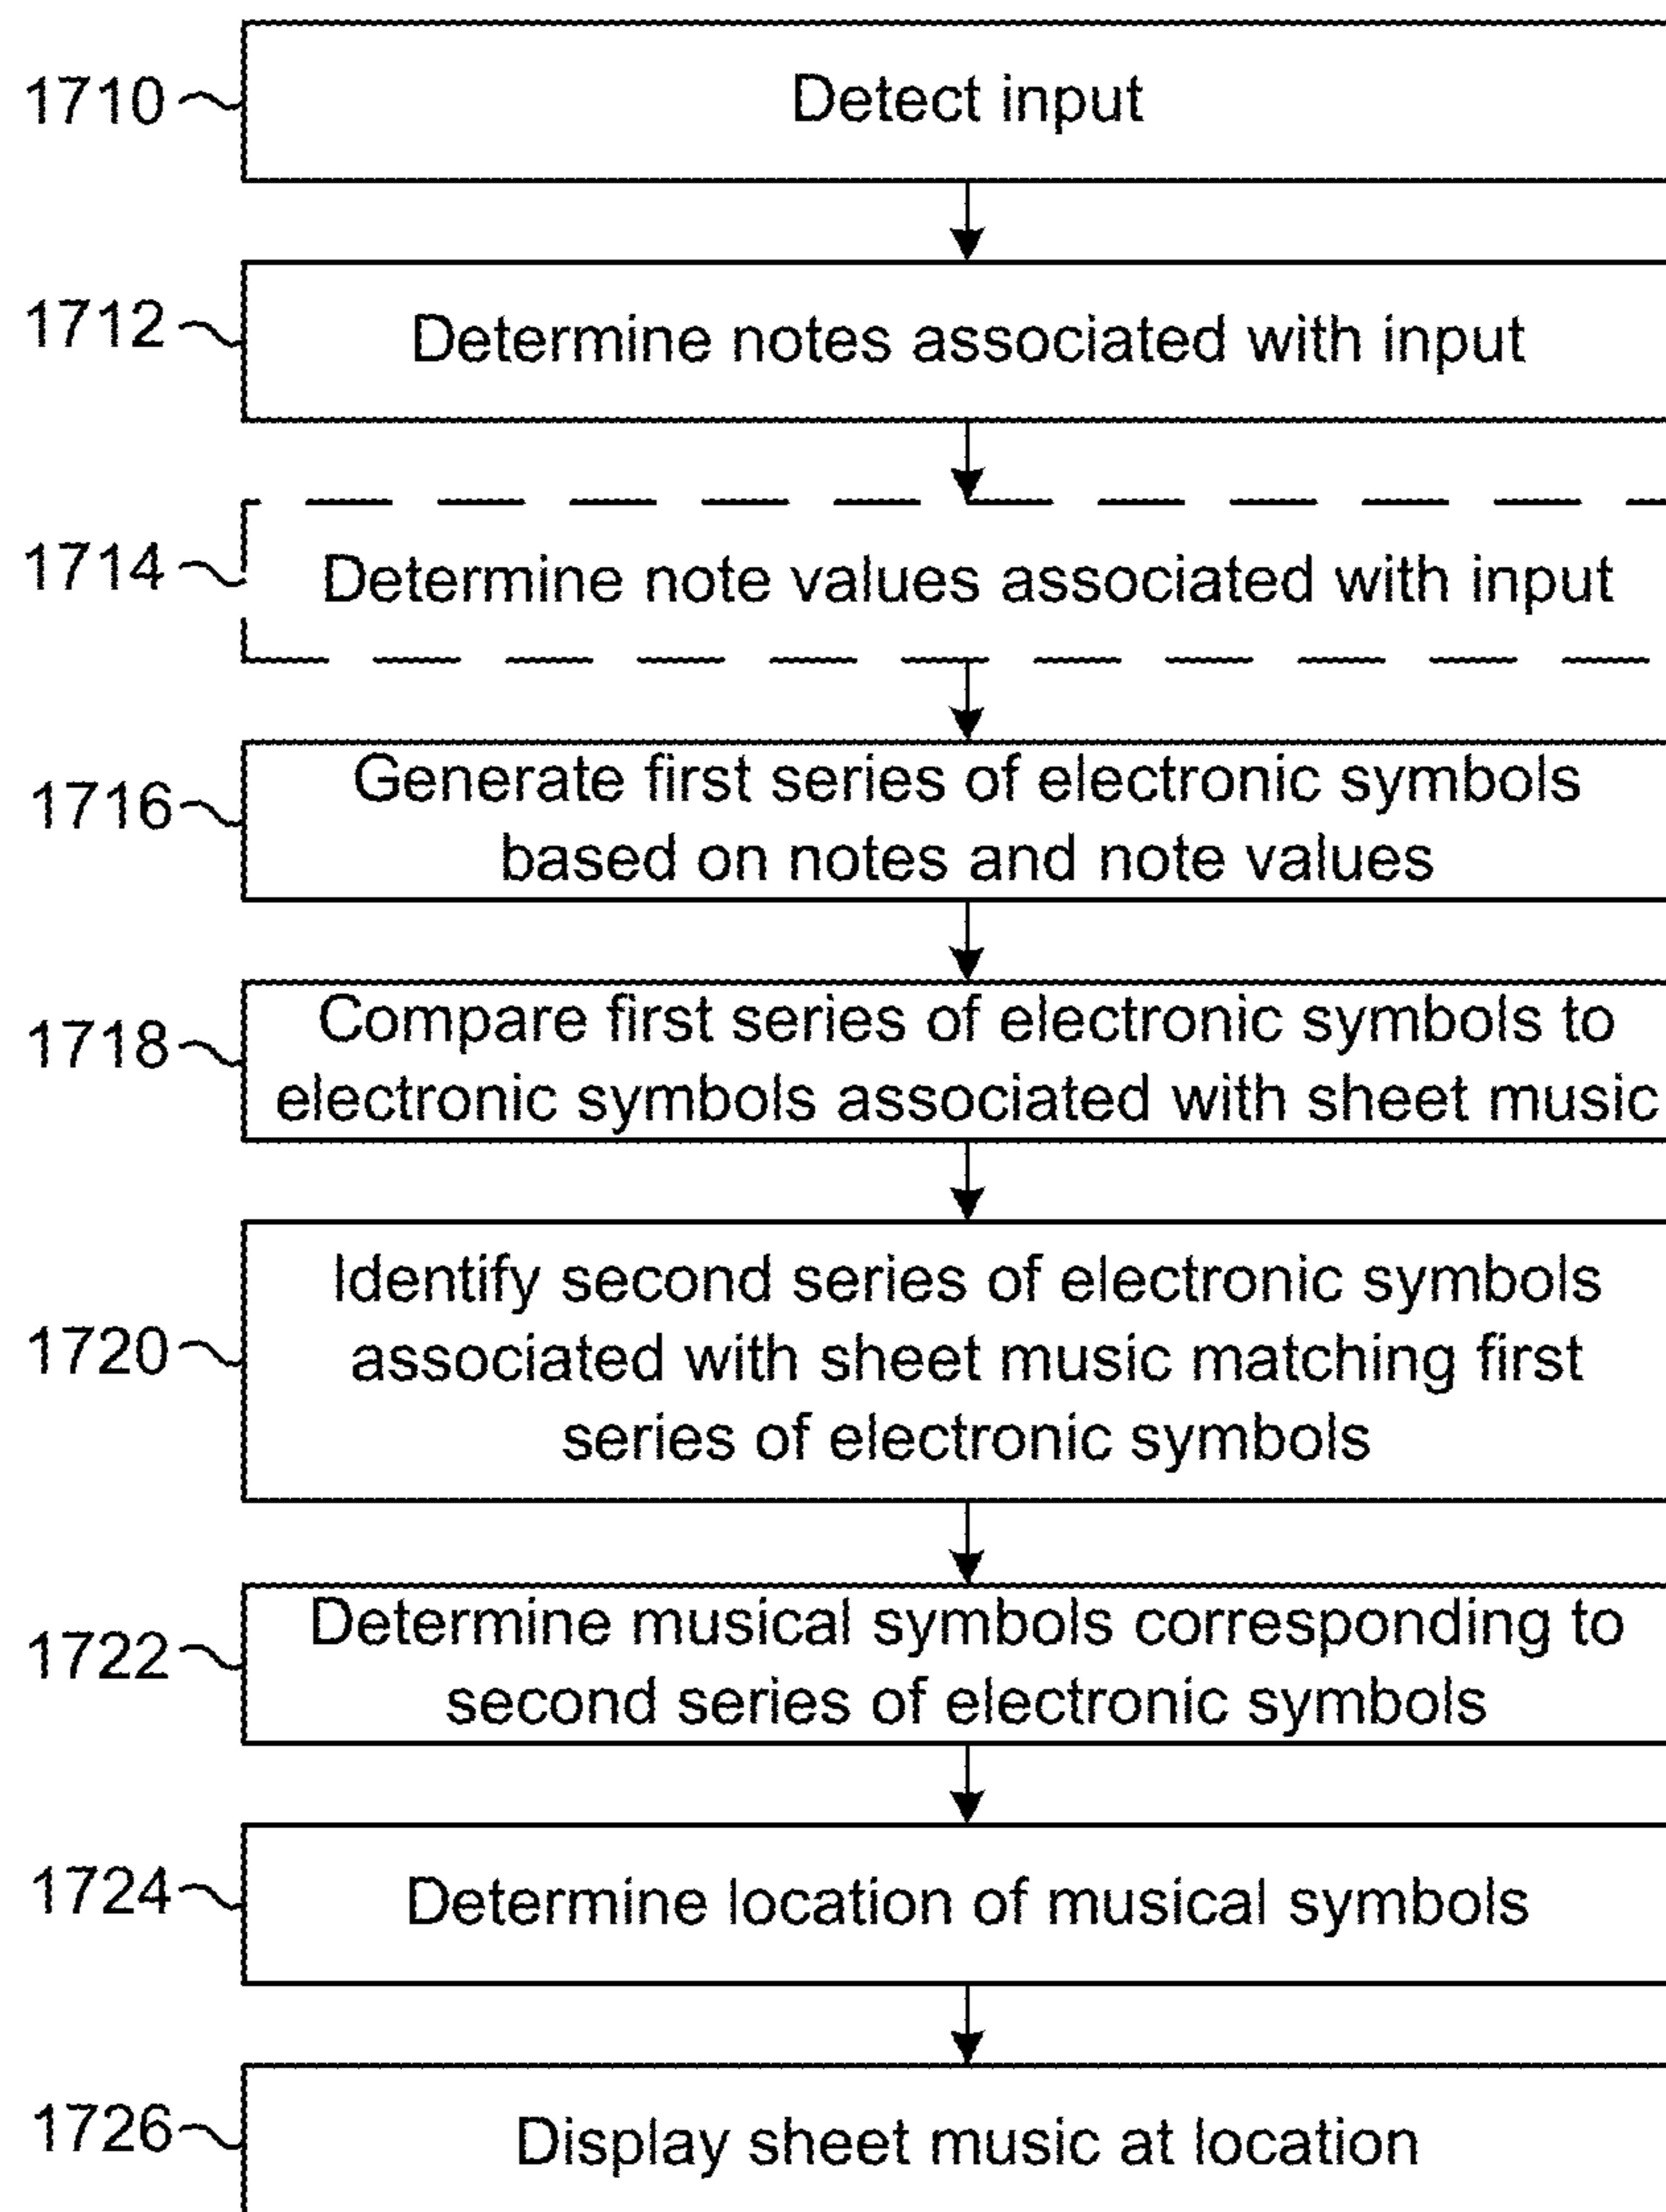 1710
Detect input
1712
Determine notes associated with input
1714
Determine note values associated with input
1716
Generate first series of electronic symbols
based on notes and note values
1718
Compare first series of electronic symbols to
electronic symbols associated with sheet music
1720
Identify second series of electronic symbols
associated with sheet music matching first
series of electronic symbols
1722
Determine musical symbols corresponding to
second series of electronic symbols
1724
Determine location of musical symbols
1726
Display sheet music at location